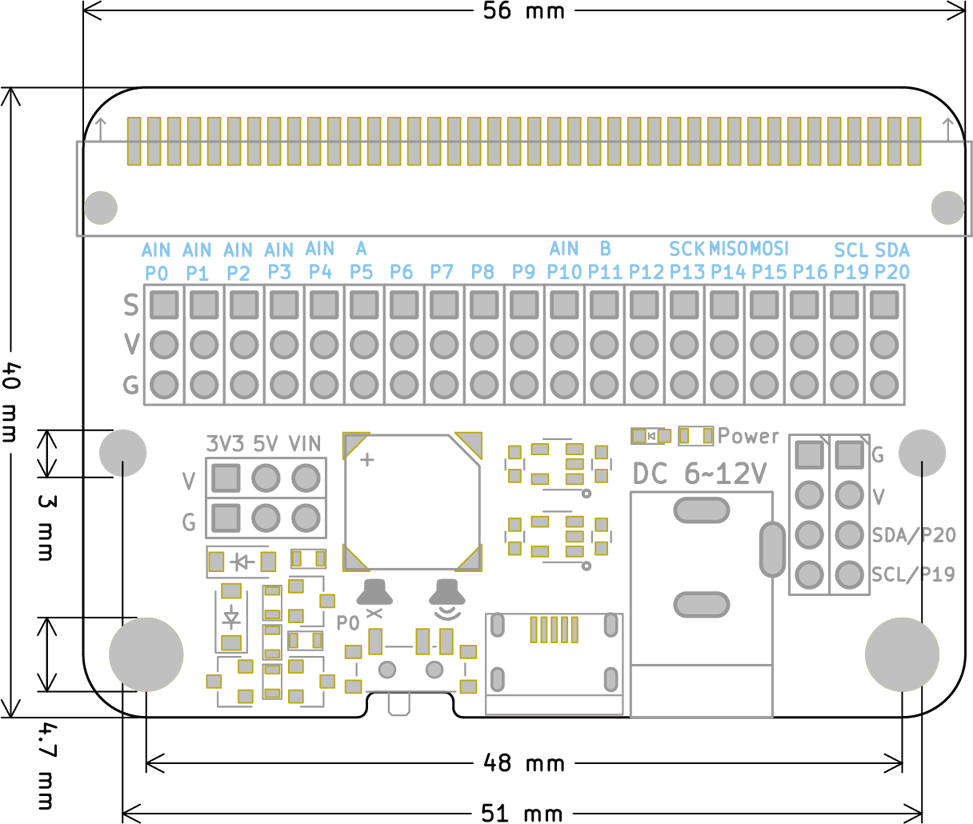 56 mm
AIN AIN AIN AIN AIN A AIN B SCK MISO MOSI SCL SDA
P0 P1 P2 P3 P4 P5 P6 P7 P8 P9 P10 P11 P12 P13 P14 P15 P16 P19 P20
S
V
G
40 mm
3V3 5V VIN
V
G
+
Power
DC 6~12V
G
V
SDA/P20
SCL/P19
3 mm
P0
4.7 mm
48 mm
51 mm